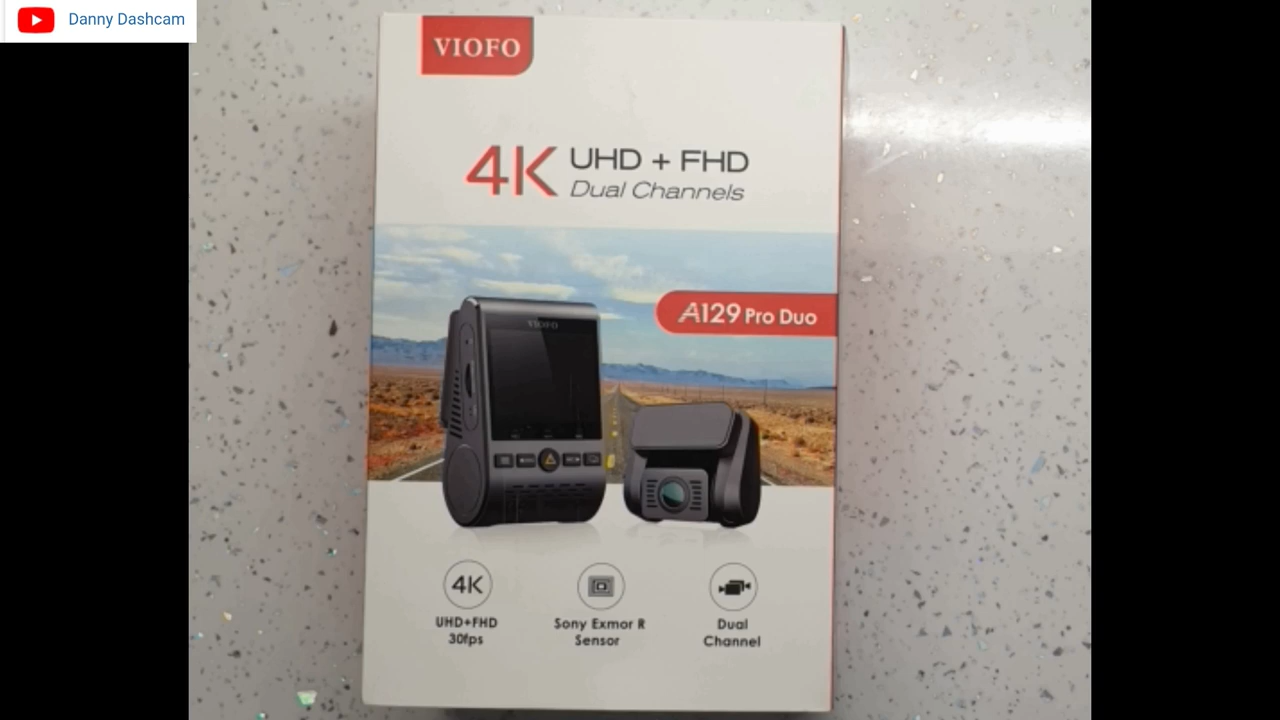 Danny Dashcam
VIOFO
4K UHD + FHD
Dual Channels
A129 Pro Duo
VIOFO
4K
UHD+FHD
30fps
Sony Exmor R
Sensor
Dual
Channel